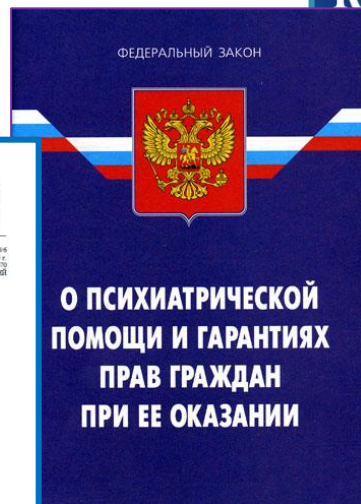 ФЕДЕРАЛЬНЫЙ ЗАКОН
О ПСИХИАТРИЧЕСКОЙ
ПОМОЩИ И ГАРАНТИЯХ
ПРАВ ГРАЖДАН
ПРИ ЕЕ ОКАЗАНИИ